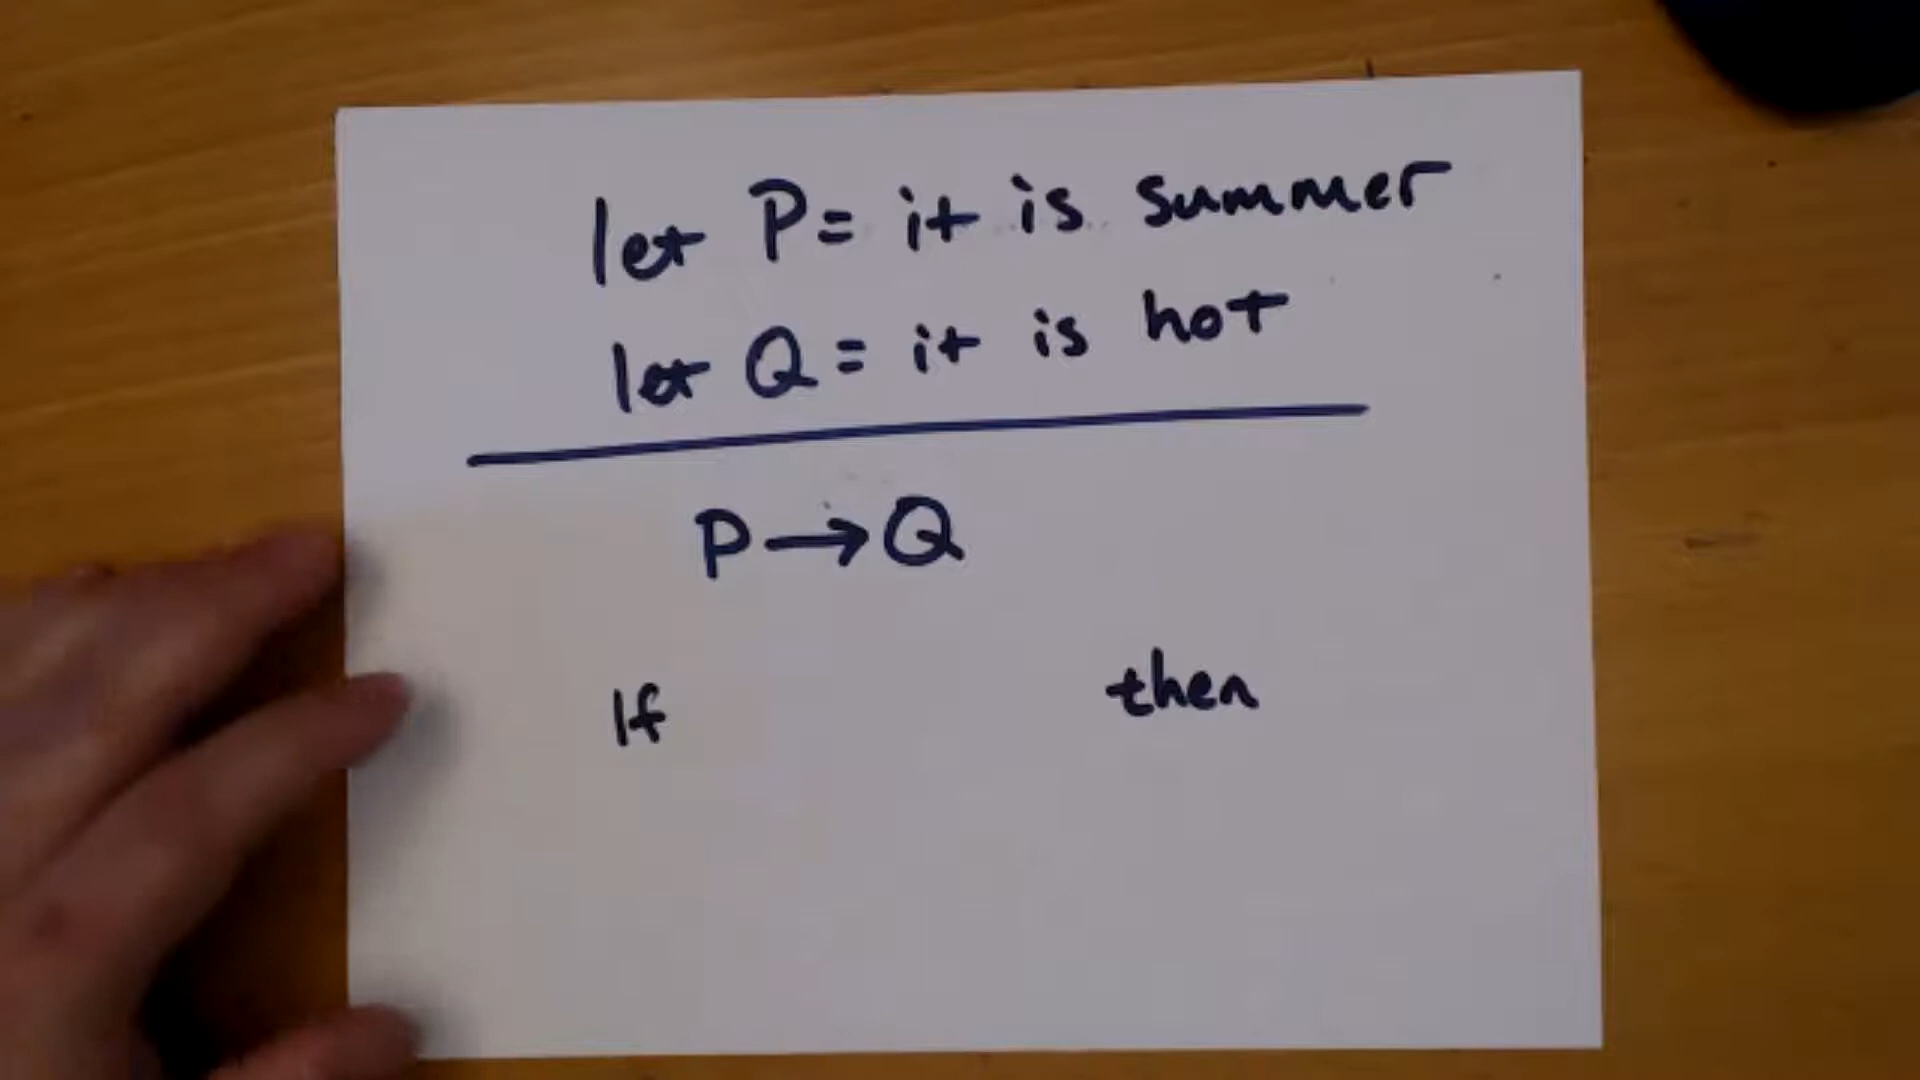 let P= it is summer
let Q= it is hot
P→Q
If then